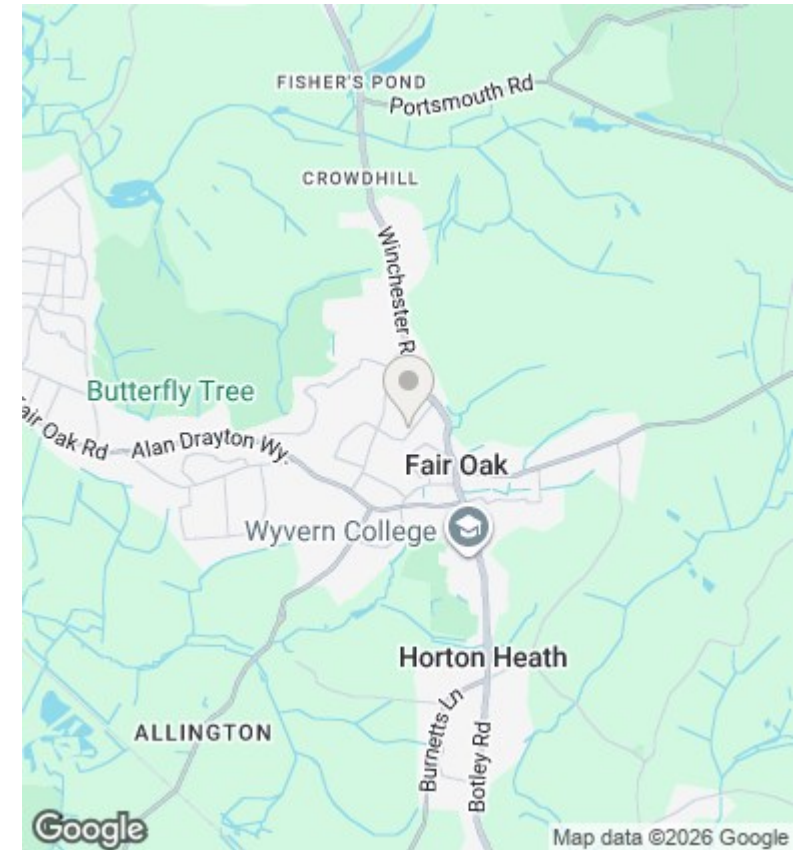 FISHER'S POND
Portsmouth Rd
CROWDHILL
Winchester R
Butterfly Tree
air Oak Rd
Alan Drayton Wy.
Fair Oak
Wyvern College
Horton Heath
Burnetts Ln
Botley Rd
ALLINGTON
Google
Map data ©2026 Google